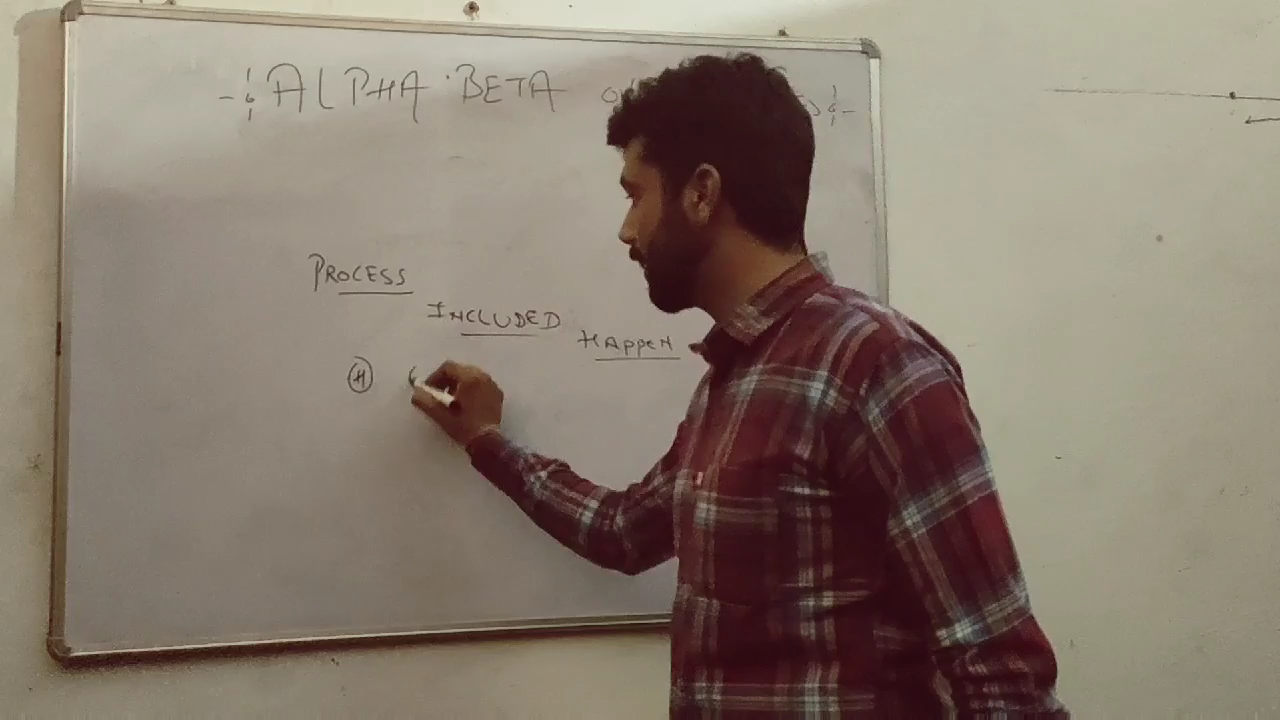 ALPHA BETA
PROCESS
INCLUDED
HAPPEN
H